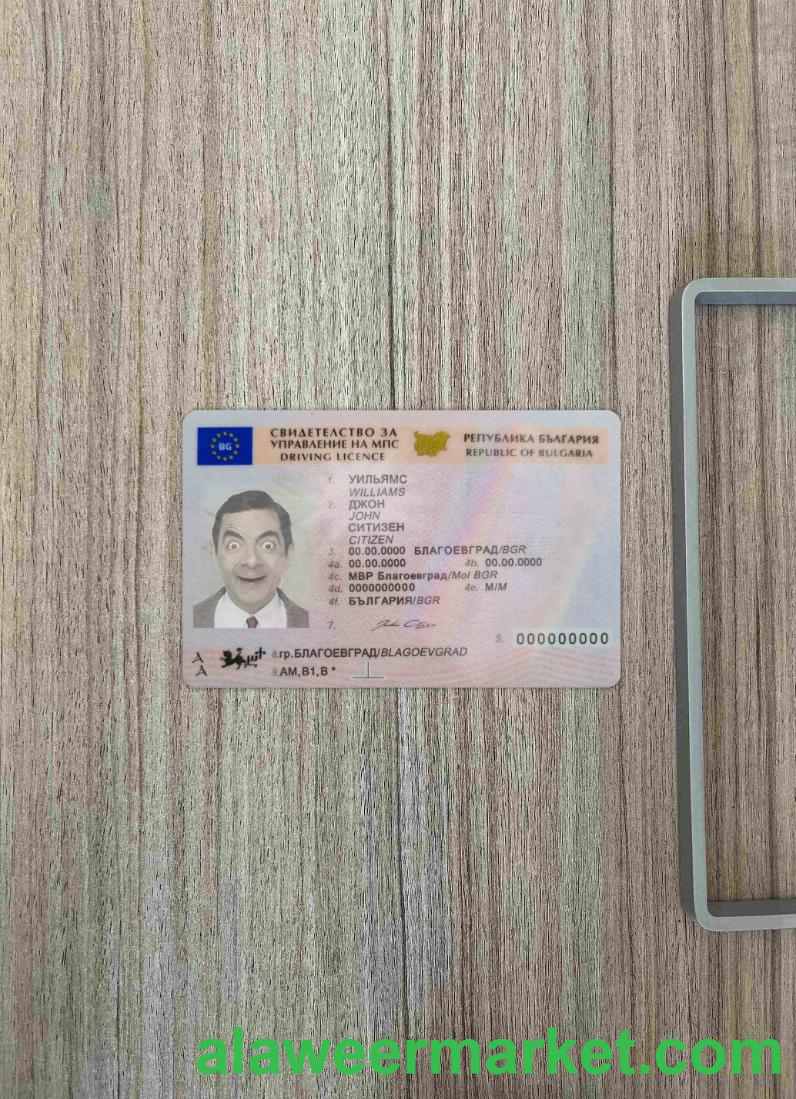 BG
СВИДЕТЕЛСТВО ЗА
УПРАВЛЕНИЕ НА МПС
DRIVING LICENCE
РЕПУБЛИКА БЪЛГАРИЯ
REPUBLIC OF BULGARIA
1. УИЛЬЯМС
WILLIAMS
2. ДЖОН
JOHN
СИТИЗЕН
CITIZEN
3. 00.00.0000 БЛАГОЕВГРАД/BGR
4a. 00.00.0000 4b. 00.00.0000
4c. МВР Благоевград/MoI BGR
4d. 0000000000 4e. М/M
4f. БЪЛГАРИЯ/BGR
7.
5. 000000000
8. гр.БЛАГОЕВГРАД/BLAGOEVGRAD
9. AM,B1,B *
alaweermarket.com